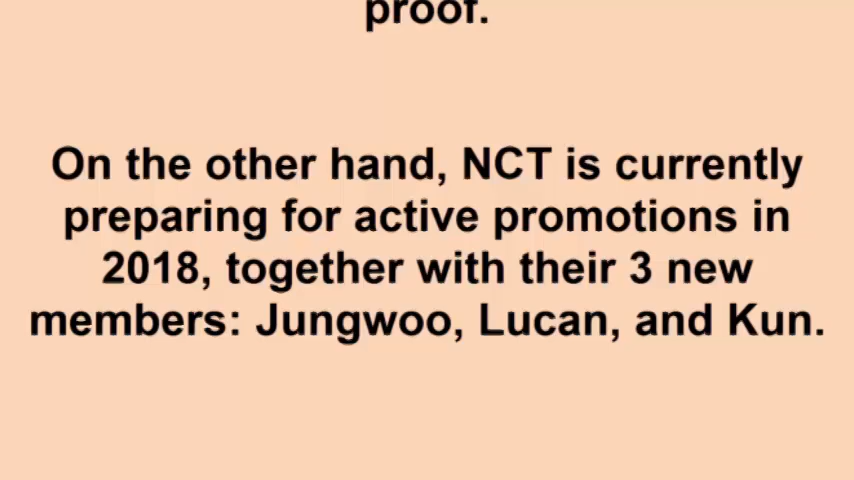 proof.
On the other hand, NCT is currently
preparing for active promotions in
2018, together with their 3 new
members: Jungwoo, Lucan, and Kun.